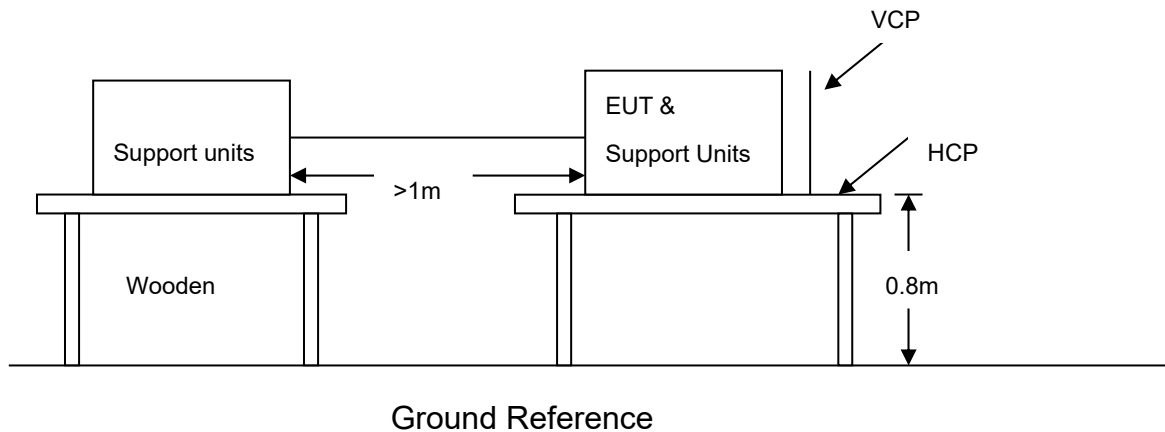 VCP
EUT &
Support units
Support Units
HCP
>1m
Wooden
0.8m
Ground Reference